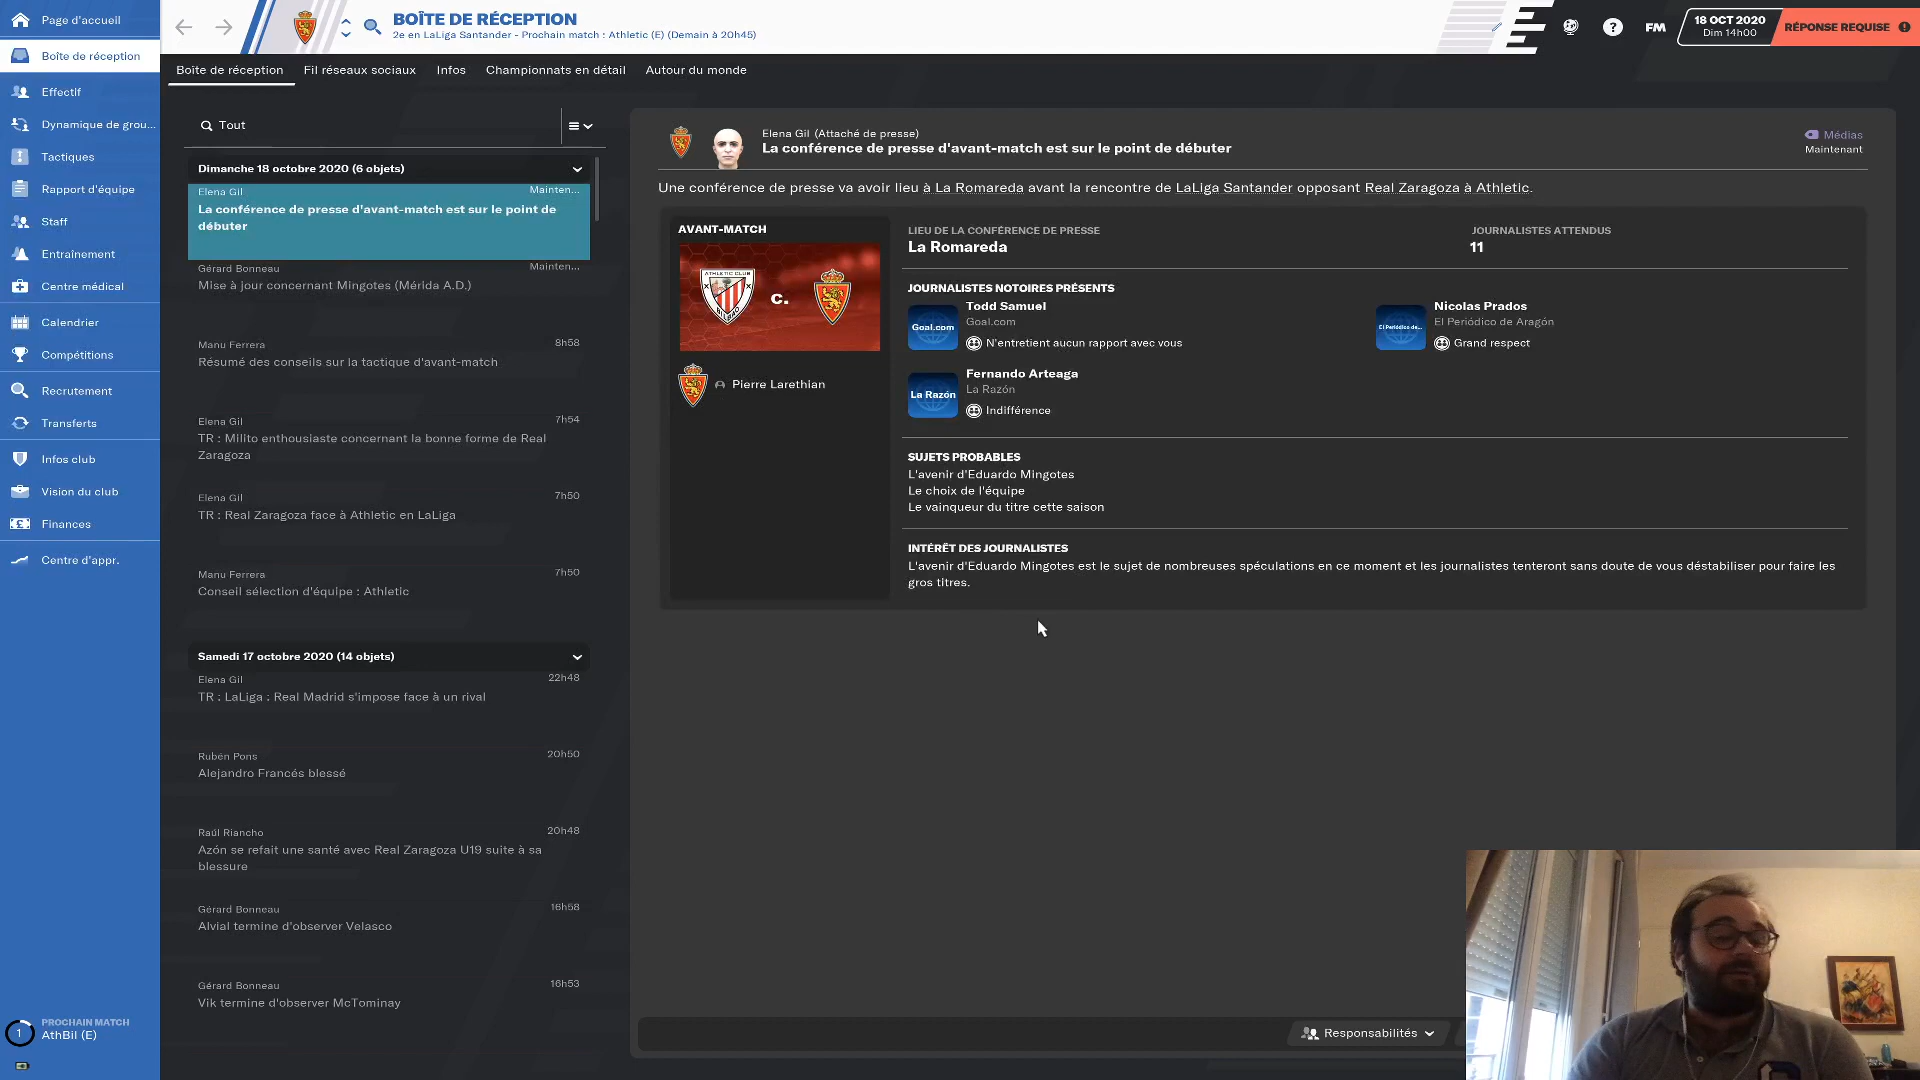 Page d'accueil
Boîte de réception
Effectif
Dynamique de grou...
Tactiques
Rapport d'équipe
Staff
Entraînement
Centre médical
Calendrier
Compétitions
Recrutement
Transferts
Infos club
Vision du club
Finances
Centre d'appr.
1
PROCHAIN MATCH
AthBil (E)
BOÎTE DE RÉCEPTION
2e en LaLiga Santander - Prochain match : Athletic (E) (Demain à 20h45)
?
FM
18 OCT 2020
Dim 14h00
RÉPONSE REQUISE
Boîte de réception
Fil réseaux sociaux
Infos
Championnats en détail
Autour du monde
Tout
Dimanche 18 octobre 2020 (6 objets)
Elena Gil
Mainten...
La conférence de presse d'avant-match est sur le point de
débuter
Gérard Bonneau
Mainten...
Mise à jour concernant Mingotes (Mérida A.D.)
Manu Ferrera
8h58
Résumé des conseils sur la tactique d'avant-match
Elena Gil
7h54
TR : Milito enthousiaste concernant la bonne forme de Real
Zaragoza
Elena Gil
7h50
TR : Real Zaragoza face à Athletic en LaLiga
Manu Ferrera
7h50
Conseil sélection d'équipe : Athletic
Samedi 17 octobre 2020 (14 objets)
Elena Gil
22h48
TR : LaLiga : Real Madrid s'impose face à un rival
Rubén Pons
20h50
Alejandro Francés blessé
Raúl Riancho
20h48
Azón se refait une santé avec Real Zaragoza U19 suite à sa
blessure
Gérard Bonneau
16h58
Alvial termine d'observer Velasco
Gérard Bonneau
16h53
Vik termine d'observer McTominay
Elena Gil (Attaché de presse)
La conférence de presse d'avant-match est sur le point de débuter
Médias
Maintenant
Une conférence de presse va avoir lieu à La Romareda avant la rencontre de LaLiga Santander opposant Real Zaragoza à Athletic.
AVANT-MATCH
ATHLETIC CLUB
BILBAO
c.
Pierre Larethian
LIEU DE LA CONFÉRENCE DE PRESSE
La Romareda
JOURNALISTES ATTENDUS
11
JOURNALISTES NOTOIRES PRÉSENTS
Goal.com
Todd Samuel
Goal.com
N'entretient aucun rapport avec vous
El Periódico de...
Nicolas Prados
El Periódico de Aragón
Grand respect
La Razón
Fernando Arteaga
La Razón
Indifférence
SUJETS PROBABLES
L'avenir d'Eduardo Mingotes
Le choix de l'équipe
Le vainqueur du titre cette saison
INTÉRÊT DES JOURNALISTES
L'avenir d'Eduardo Mingotes est le sujet de nombreuses spéculations en ce moment et les journalistes tenteront sans doute de vous déstabiliser pour faire les
gros titres.
Responsabilités